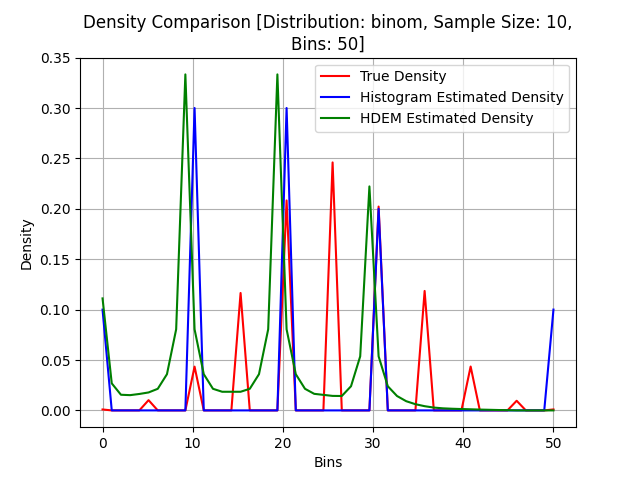 Density Comparison [Distribution: binom, Sample Size: 10,
Bins: 50]
True Density
Histogram Estimated Density
HDEM Estimated Density
Density
0.35
0.30
0.25
0.20
0.15
0.10
0.05
0.00
0 10 20 30 40 50
Bins